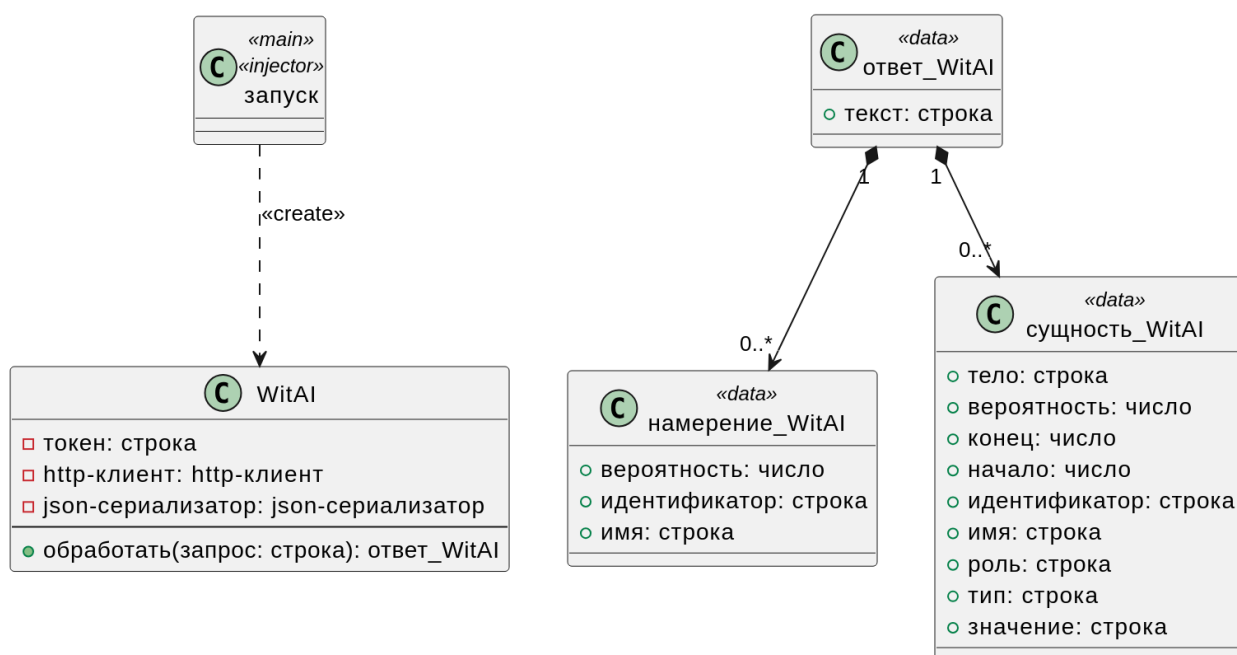 «main»
«injector»
C
запуск
«create»
C WitAI
токен: строка
http-клиент: http-клиент
json-сериализатор: json-сериализатор
обработать(запрос: строка): ответ_WitAI
«data»
C
ответ_WitAI
текст: строка
1
1
0..*
0..*
«data»
C
намерение_WitAI
вероятность: число
идентификатор: строка
имя: строка
«data»
C
сущность_WitAI
тело: строка
вероятность: число
конец: число
начало: число
идентификатор: строка
имя: строка
роль: строка
тип: строка
значение: строка